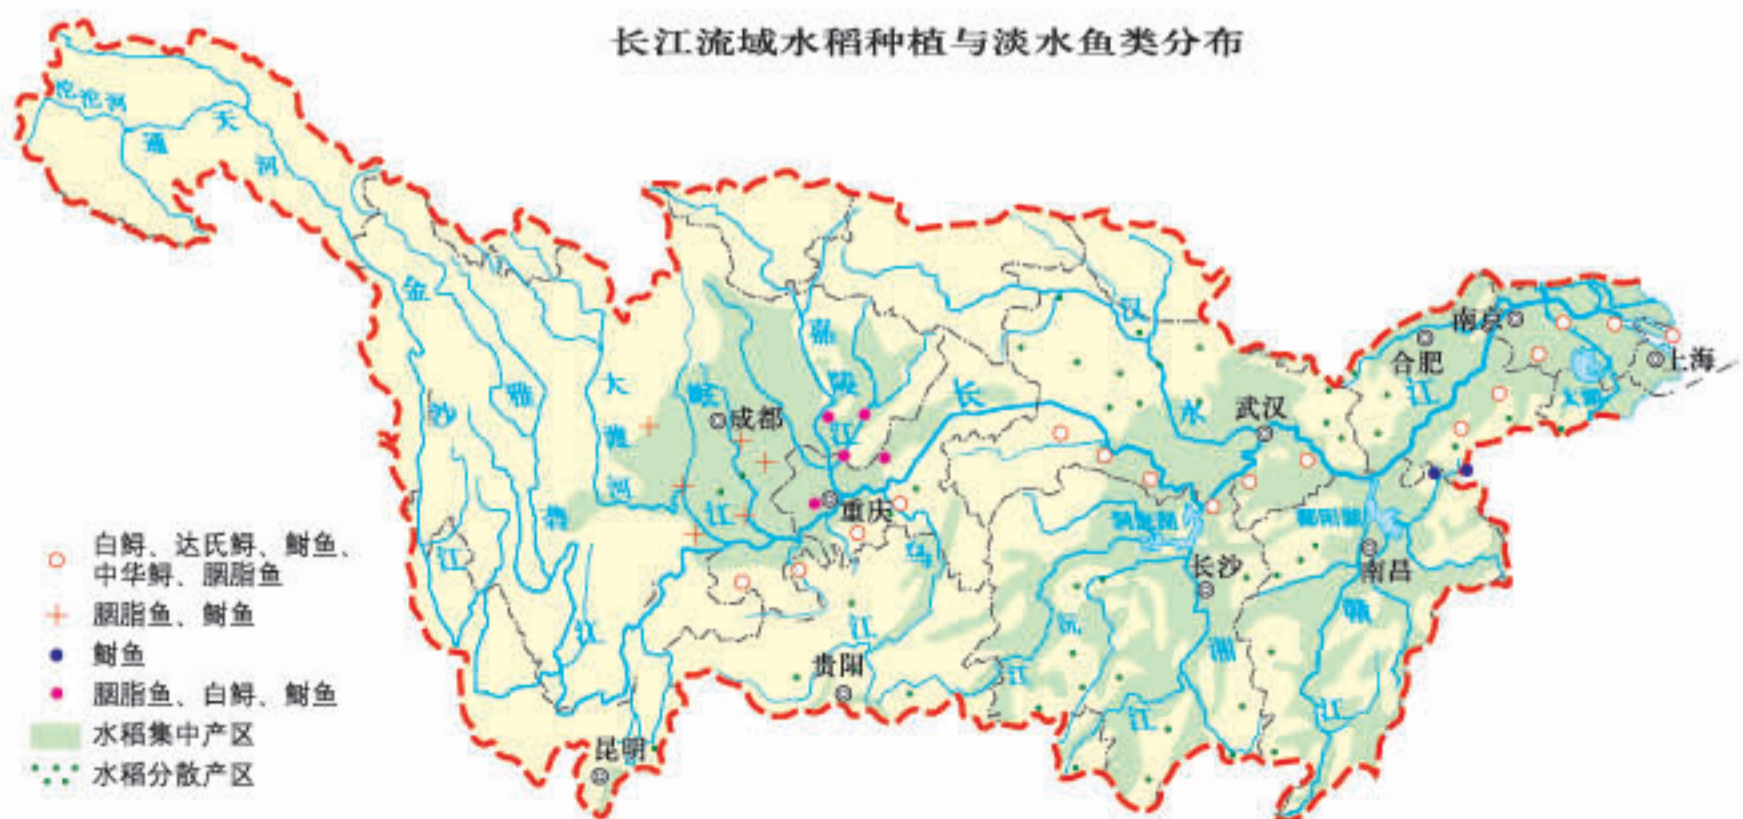 长江流域水稻种植与淡水鱼类分布
沱沱河
通天河
金沙江
雅砻江
大渡河
岷江
嘉陵江
长江
汉水
乌江
沅江
湘江
赣江
洞庭湖
鄱阳湖
太湖
成都
重庆
贵阳
昆明
武汉
长沙
南昌
合肥
南京
上海
白鲟、达氏鲟、鲥鱼、
中华鲟、胭脂鱼
胭脂鱼、鲥鱼
鲥鱼
胭脂鱼、白鲟、鲥鱼
水稻集中产区
水稻分散产区